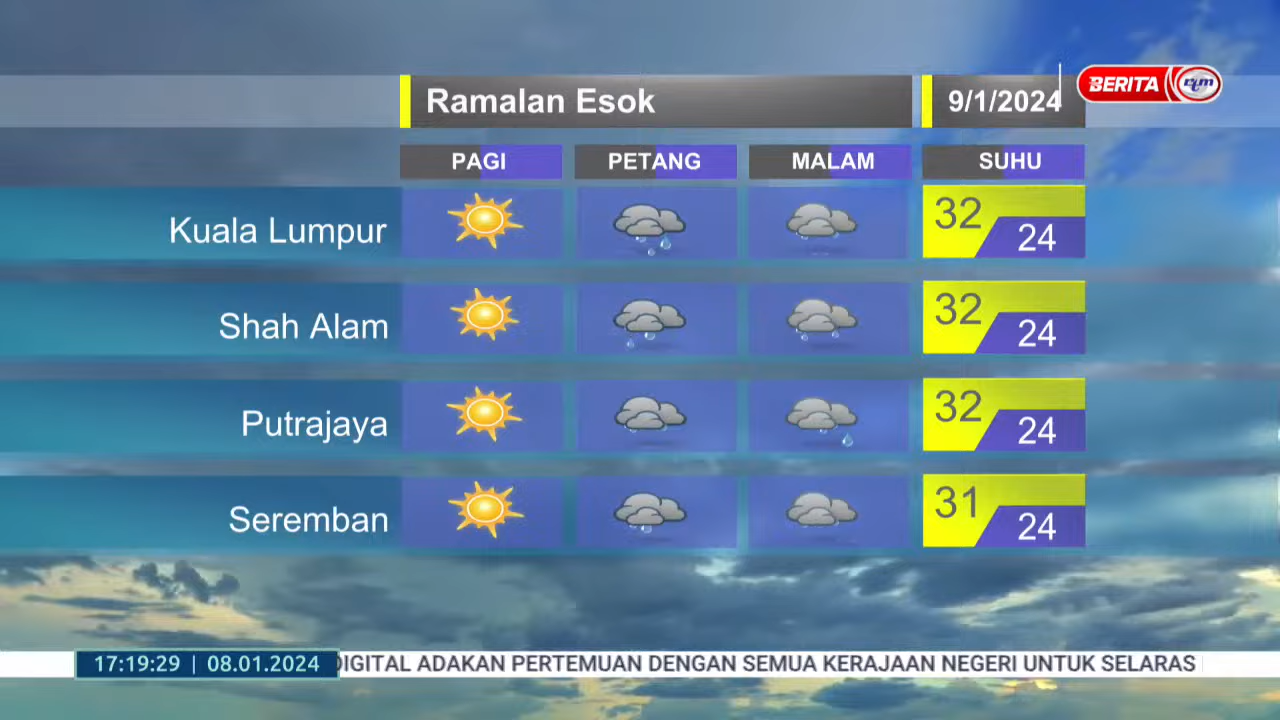 Ramalan Esok 9/1/2024
BERITA rtm
PAGI PETANG MALAM SUHU
Kuala Lumpur 32 24
Shah Alam 32 24
Putrajaya 32 24
Seremban 31 24
17:19:29 | 08.01.2024 DIGITAL ADAKAN PERTEMUAN DENGAN SEMUA KERAJAAN NEGERI UNTUK SELARAS